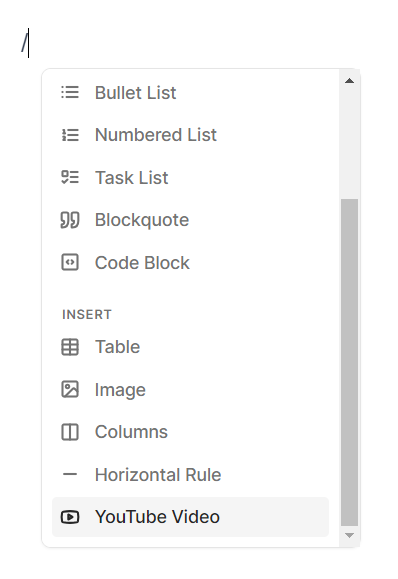 /
Bullet List
Numbered List
Task List
Blockquote
Code Block
INSERT
Table
Image
Columns
Horizontal Rule
YouTube Video